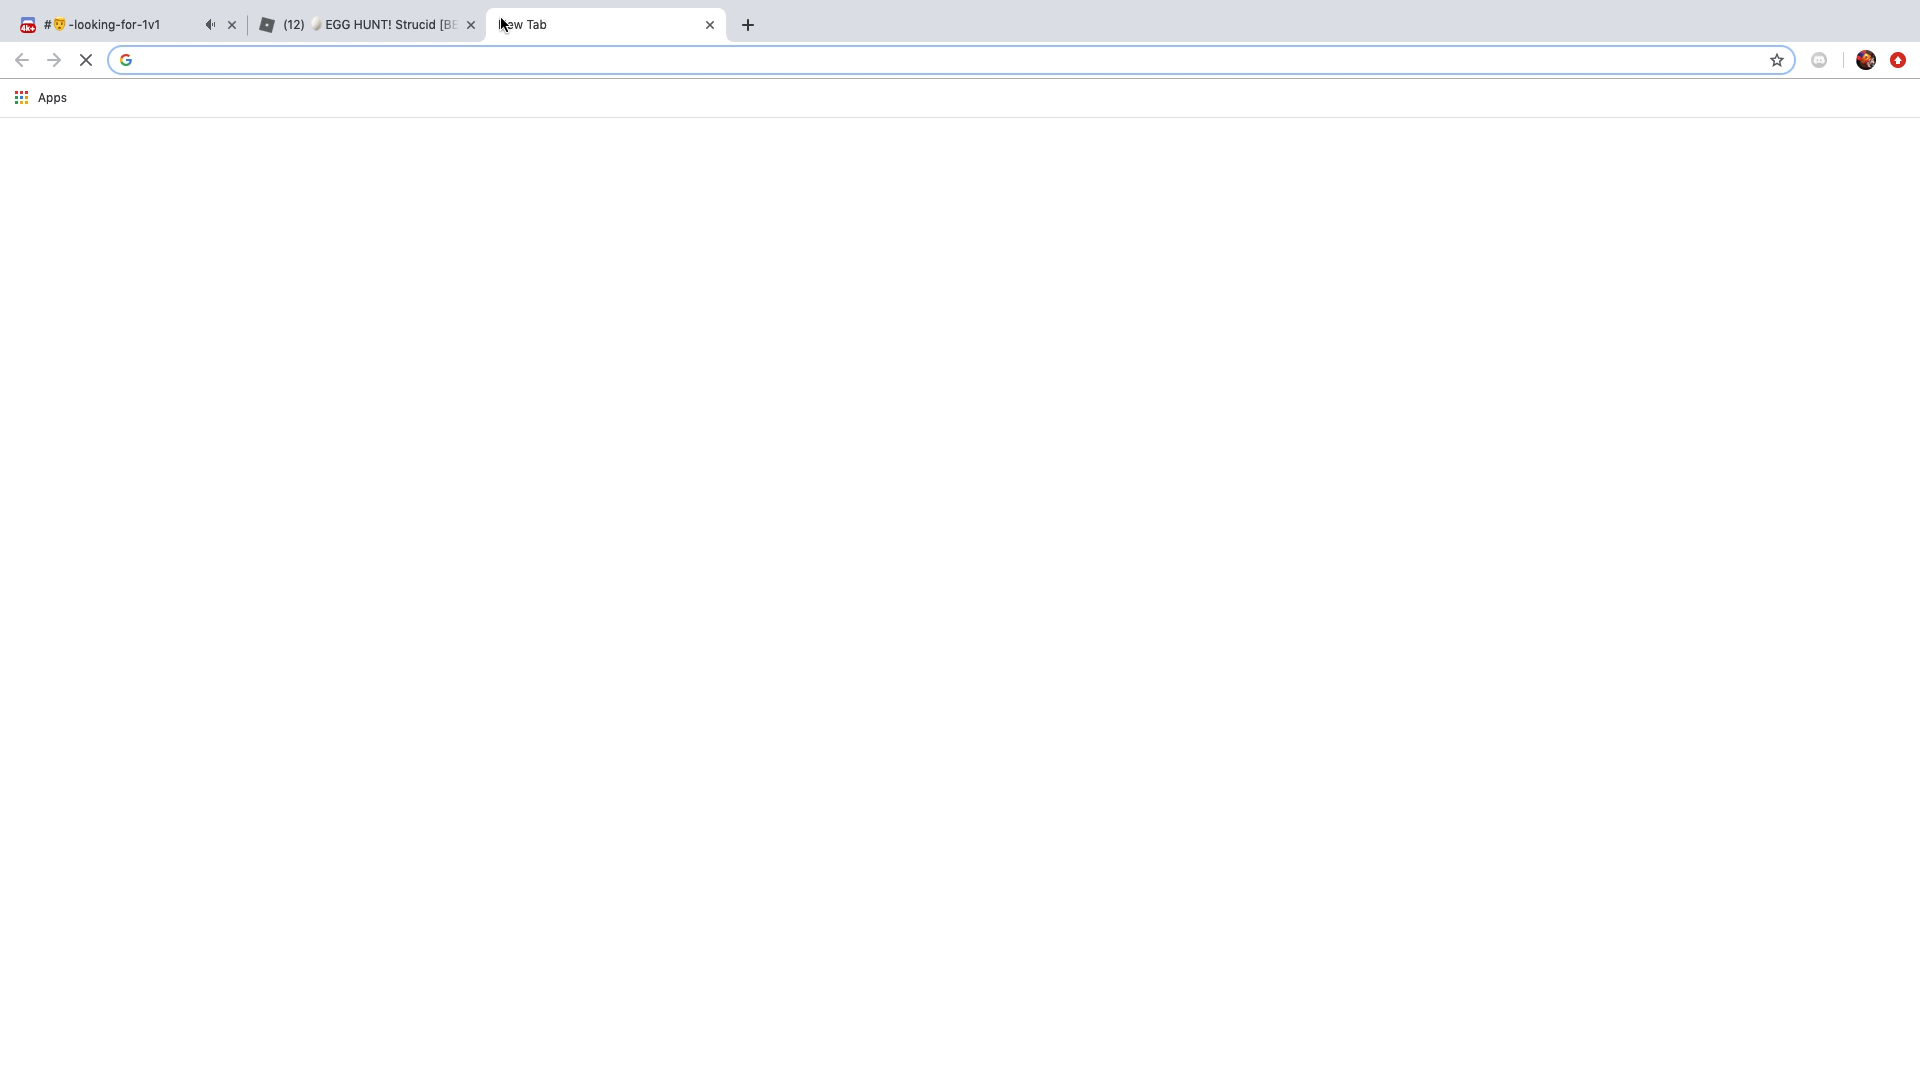 #🧔-looking-for-1v1
(12) 🥚 EGG HUNT! Strucid [BE
ew Tab
Apps